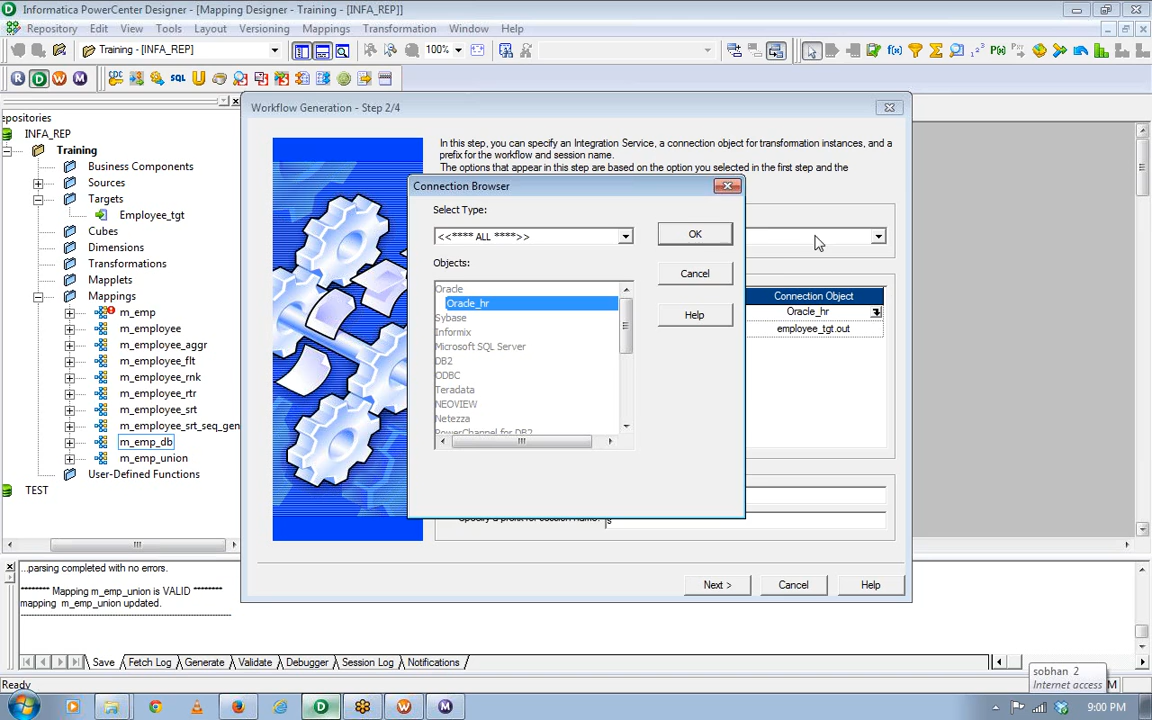 Informatica PowerCenter Designer - [Mapping Designer - Training - [INFA_REP]]
Repository Edit View Tools Layout Versioning Mappings Transformation Window Help
Training - [INFA_REP] 100%
epositories
INFA_REP
Training
Business Components
Sources
Targets
Employee_tgt
Cubes
Dimensions
Transformations
Mapplets
Mappings
m_emp
m_employee
m_employee_aggr
m_employee_flt
m_employee_rnk
m_employee_rtr
m_employee_srt
m_employee_srt_seq_gen
m_emp_db
m_emp_union
User-Defined Functions
TEST
Workflow Generation - Step 2/4
In this step, you can specify an Integration Service, a connection object for transformation instances, and a
prefix for the workflow and session name.
The options that appear in this step are based on the option you selected in the first step and the
Connection Browser
Select Type:
<<**** ALL ****>>
OK
Objects:
Cancel
Oracle
Oracle_hr
Help
Sybase
Informix
Microsoft SQL Server
DB2
ODBC
Teradata
NEOVIEW
Netezza
PowerChannel for DB2
Connection Object
Oracle_hr
employee_tgt.out
Specify a prefix for session name: s
Next >
Cancel
Help
...parsing completed with no errors.
******** Mapping m_emp_union is VALID ********
mapping m_emp_union updated.
Save Fetch Log Generate Validate Debugger Session Log Notifications
Ready
sobhan 2
Internet access
9:00 PM